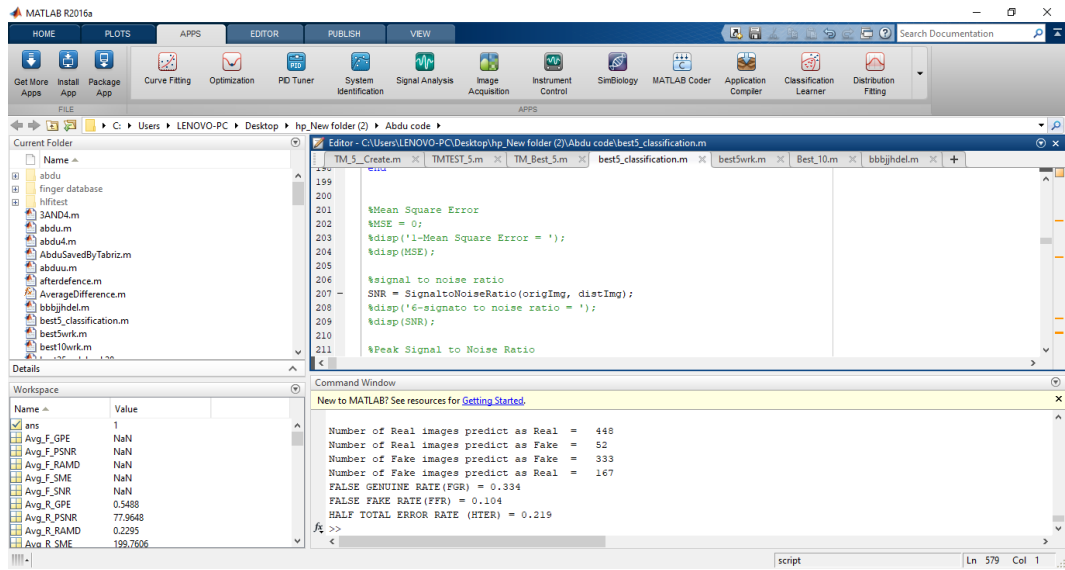 MATLAB R2016a
HOME PLOTS APPS EDITOR PUBLISH VIEW
Search Documentation
Get More Apps
Install App
Package App
Curve Fitting
Optimization
PID Tuner
System Identification
Signal Analysis
Image Acquisition
Instrument Control
SimBiology
MATLAB Coder
Application Compiler
Classification Learner
Distribution Fitting
FILE
APPS
C: Users LENOVO-PC Desktop hp_New folder (2) Abdu code
Current Folder
Name
abdu
finger database
hlfitest
3AND4.m
abdu.m
abdu4.m
AbduSavedByTabriz.m
abduu.m
afterdefence.m
AverageDifference.m
bbbjjhdel.m
best5_classification.m
best5wrk.m
best10wrk.m
Details
Workspace
Name Value
ans 1
Avg_F_GPE NaN
Avg_F_PSNR NaN
Avg_F_RAMD NaN
Avg_F_SME NaN
Avg_F_SNR NaN
Avg_R_GPE 0.5488
Avg_R_PSNR 77.9648
Avg_R_RAMD 0.2295
Avg_R_SME 199.7606
Editor - C:\Users\LENOVO-PC\Desktop\hp_New folder (2)\Abdu code\best5_classification.m
TM_5__Create.m TMTEST_5.m TM_Best_5.m best5_classification.m best5wrk.m Best_10.m bbbjjhdel.m
198 end
199
200
201 %Mean Square Error
202 %MSE = 0;
203 %disp('1-Mean Square Error = ');
204 %disp(MSE);
205
206 %signal to noise ratio
207 SNR = SignaltoNoiseRatio(origImg, distImg);
208 %disp('6-signato to noise ratio = ');
209 %disp(SNR);
210
211 %Peak Signal to Noise Ratio
Command Window
New to MATLAB? See resources for Getting Started.
Number of Real images predict as Real = 448
Number of Real images predict as Fake = 52
Number of Fake images predict as Fake = 333
Number of Fake images predict as Real = 167
FALSE GENUINE RATE(FGR) = 0.334
FALSE FAKE RATE(FFR) = 0.104
HALF TOTAL ERROR RATE (HTER) = 0.219
fx >>
script
Ln 579 Col 1